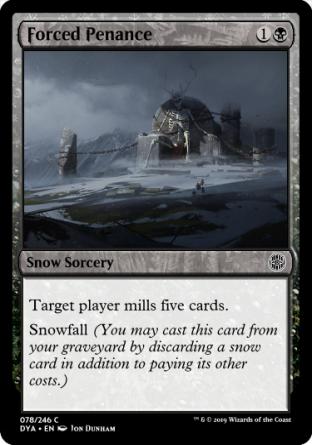 Forced Penance 1
Snow Sorcery
Target player mills five cards.
Snowfall (You may cast this card from
your graveyard by discarding a snow
card in addition to paying its other
costs.)
078/246 C
DYA • EN Jon Dunham
™ & © 2019 Wizards of the Coast